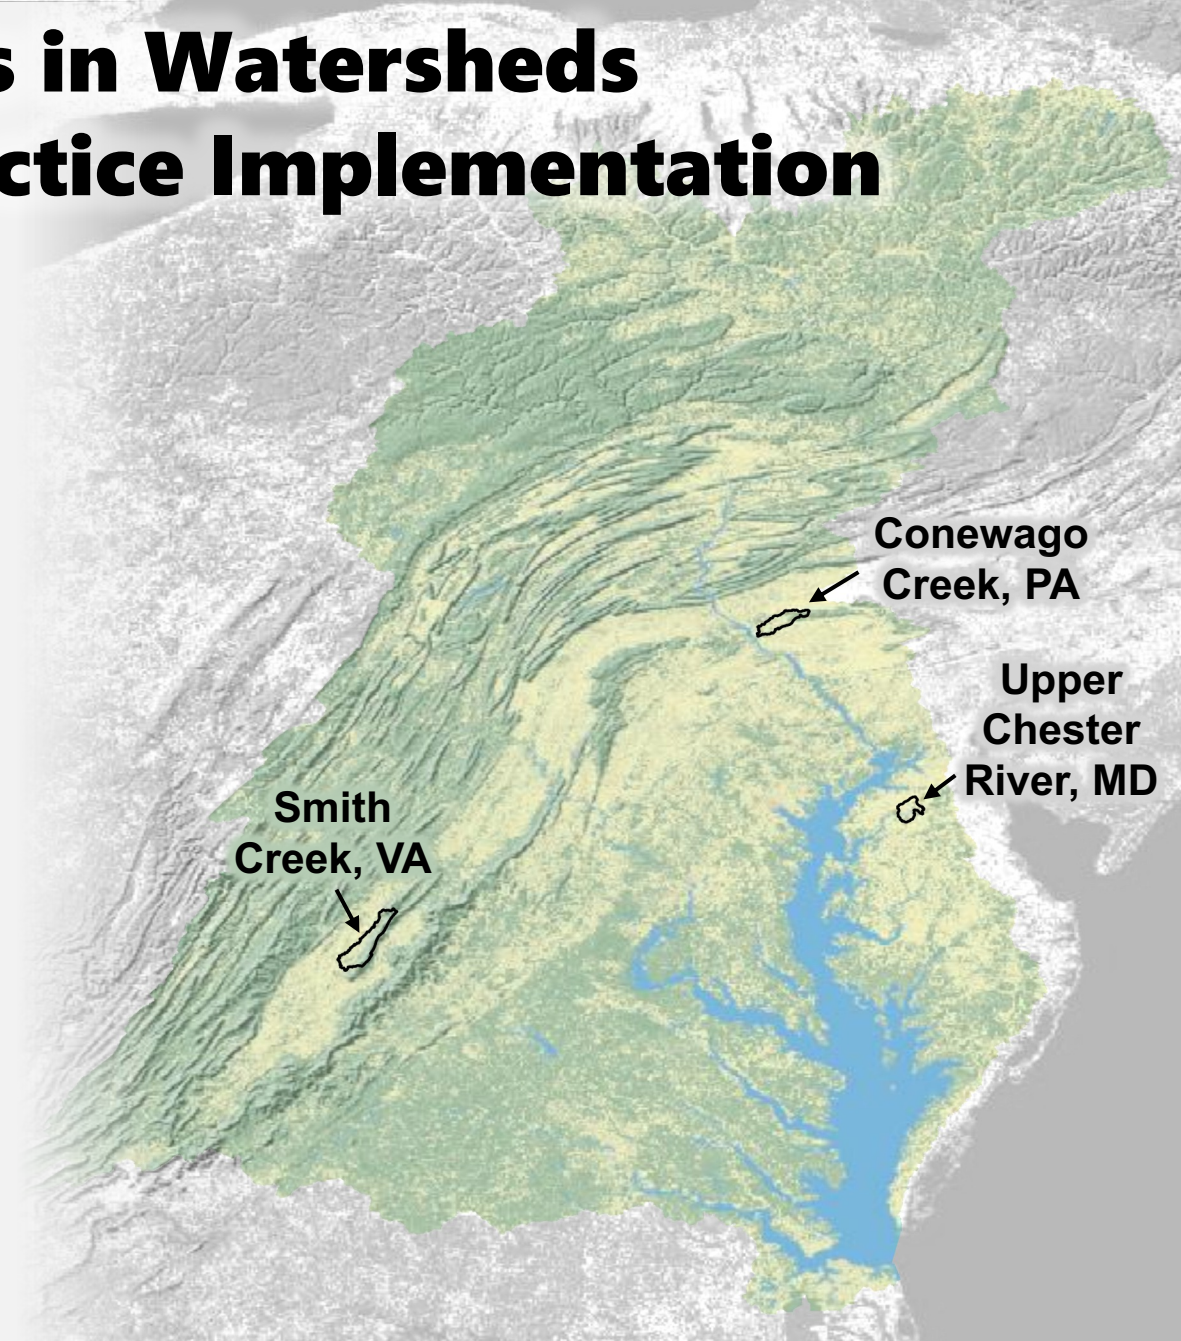 s in Watersheds
ctice Implementation
Conewago
Creek, PA
Upper
Chester
River, MD
Smith
Creek, VA